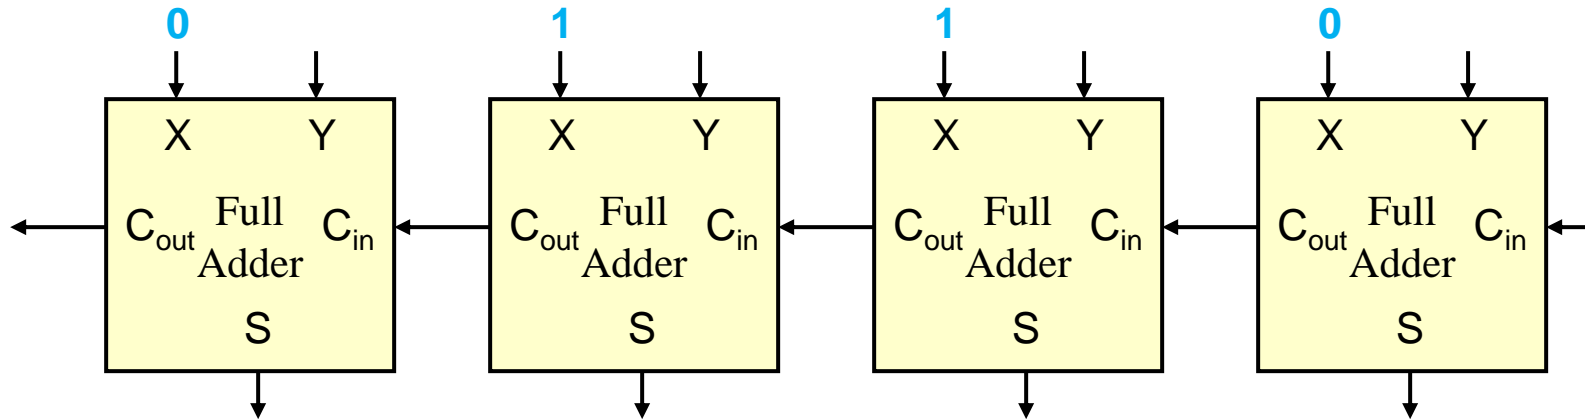 0 1 1 0
X Y X Y X Y X Y
Cout Full Cin Cout Full Cin Cout Full Cin Cout Full Cin
Adder Adder Adder Adder
S S S S